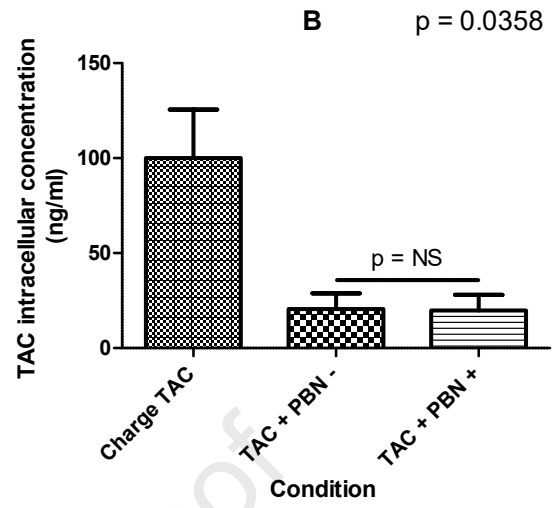 B
p = 0.0358
TAC intracellular concentration
(ng/ml)
150
100
50
0
p = NS
Charge TAC
TAC + PBN -
TAC + PBN +
Condition
of